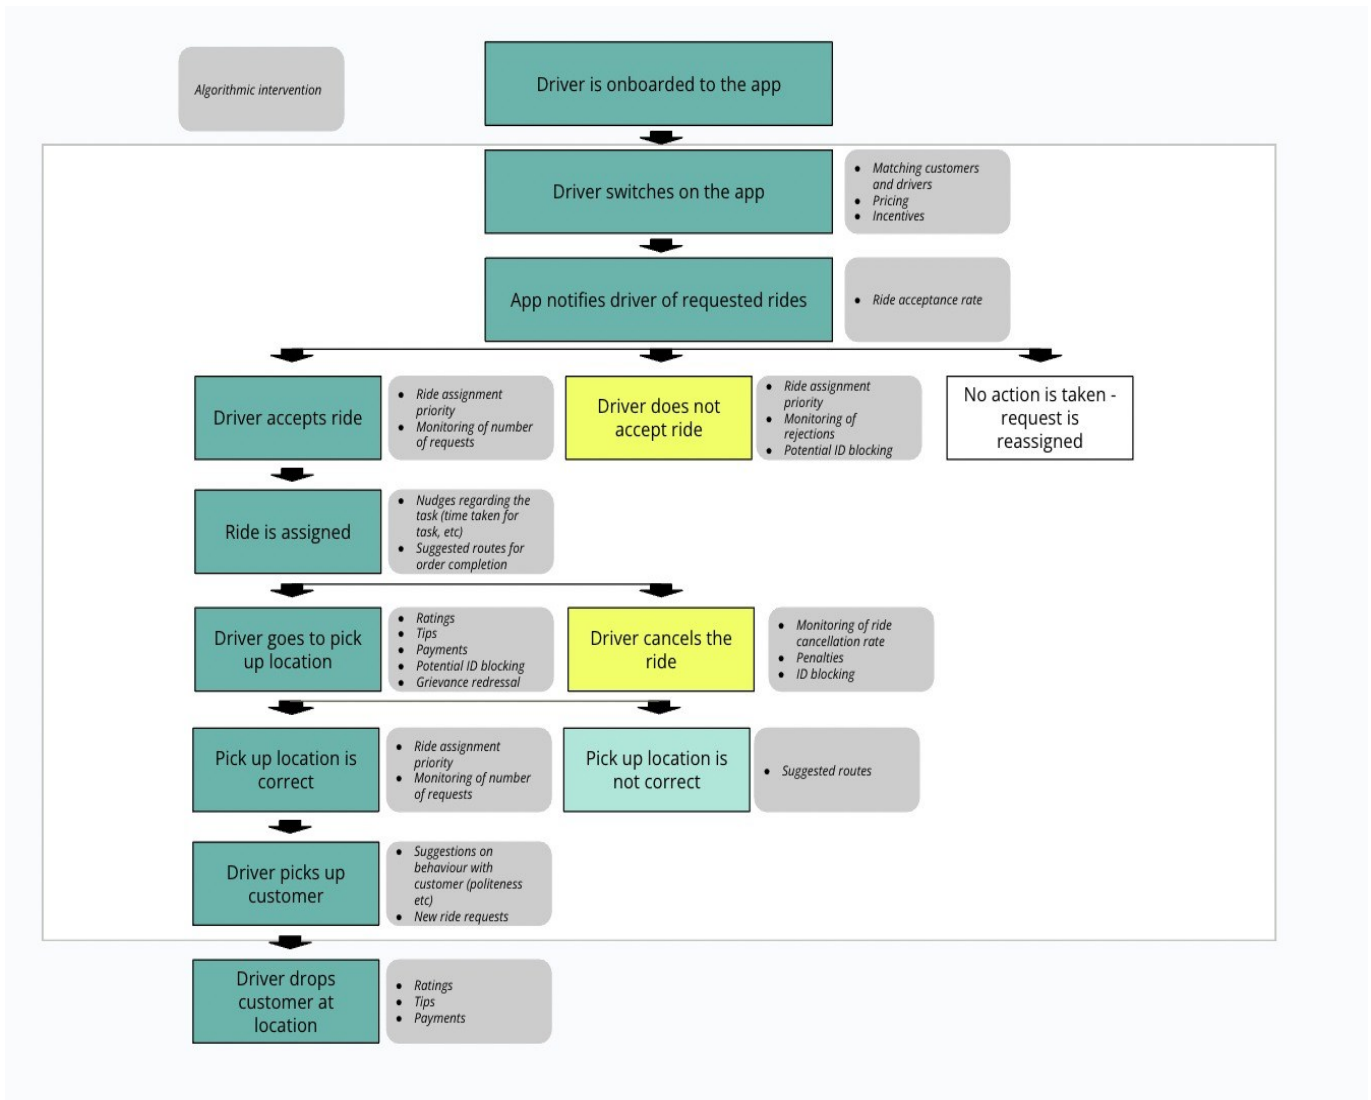 Algorithmic intervention
Driver is onboarded to the app
Driver switches on the app
• Matching customers
and drivers
• Pricing
• Incentives
App notifies driver of requested rides
• Ride acceptance rate
Driver accepts ride
• Ride assignment
priority
• Monitoring of number
of requests
Driver does not
accept ride
• Ride assignment
priority
• Monitoring of
rejections
• Potential ID blocking
No action is taken -
request is
reassigned
Ride is assigned
• Nudges regarding the
task (time taken for
task, etc)
• Suggested routes for
order completion
Driver goes to pick
up location
• Ratings
• Tips
• Payments
• Potential ID blocking
• Grievance redressal
Driver cancels the
ride
• Monitoring of ride
cancellation rate
• Penalties
• ID blocking
Pick up location is
correct
• Ride assignment
priority
• Monitoring of number
of requests
Pick up location is
not correct
• Suggested routes
Driver picks up
customer
• Suggestions on
behaviour with
customer (politeness
etc)
• New ride requests
Driver drops
customer at
location
• Ratings
• Tips
• Payments